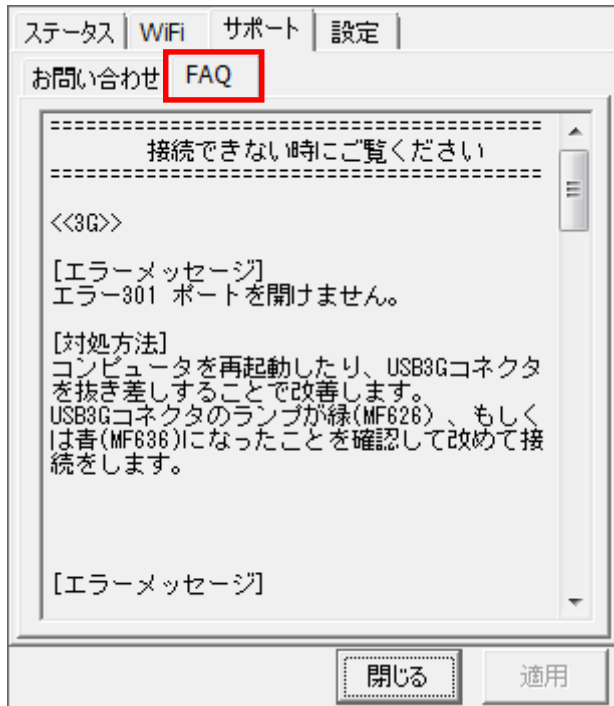 ステータス WiFi サポート 設定
お問い合わせ FAQ
=========================================
接続できない時にご覧ください
=========================================
<<3G>>
[エラーメッセージ]
エラー301 ポートを開けません。
[対処方法]
コンピュータを再起動したり、USB3Gコネクタ
を抜き差しすることで改善します。
USB3Gコネクタのランプが緑(MF626)、もしく
は青(MF636)になったことを確認して改めて接
続をします。
[エラーメッセージ]
閉じる 適用